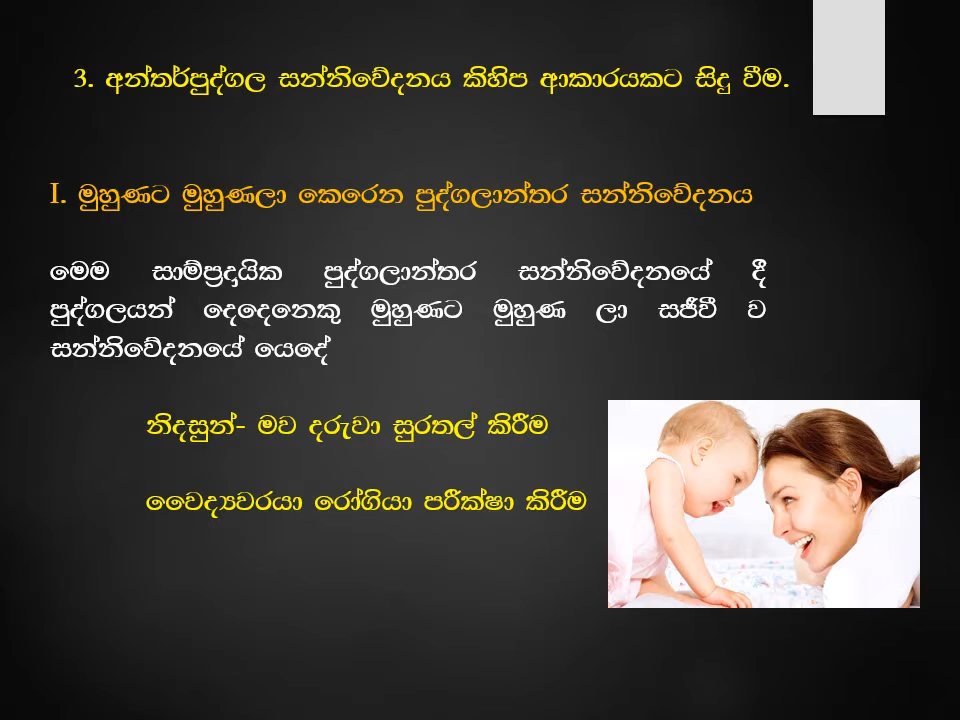 3. අන්තර්පුද්ගල සන්නිවේදනය කිහිප ආකාරයකට සිදු වීම.
I. මුහුණට මුහුණලා කෙරෙන පුද්ගලාන්තර සන්නිවේදනය
මෙම සාම්ප්‍රදායික පුද්ගලාන්තර සන්නිවේදනයේ දී
පුද්ගලයන් දෙදෙනෙකු මුහුණට මුහුණ ලා සජීවී ව
සන්නිවේදනයේ යෙදේ
නිදසුන්- මව දරුවා සුරතල් කිරීම
වෛද්‍යවරයා රෝගියා පරීක්ෂා කිරීම